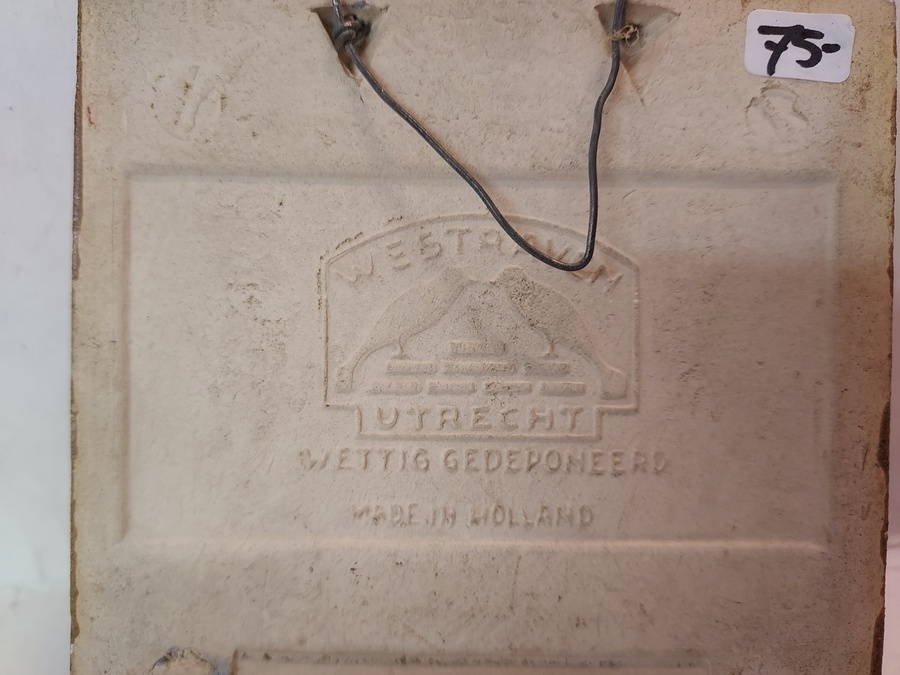 75-
WESTRAVEN
UTRECHT
WETTIG GEDEPONEERD
MADE IN HOLLAND